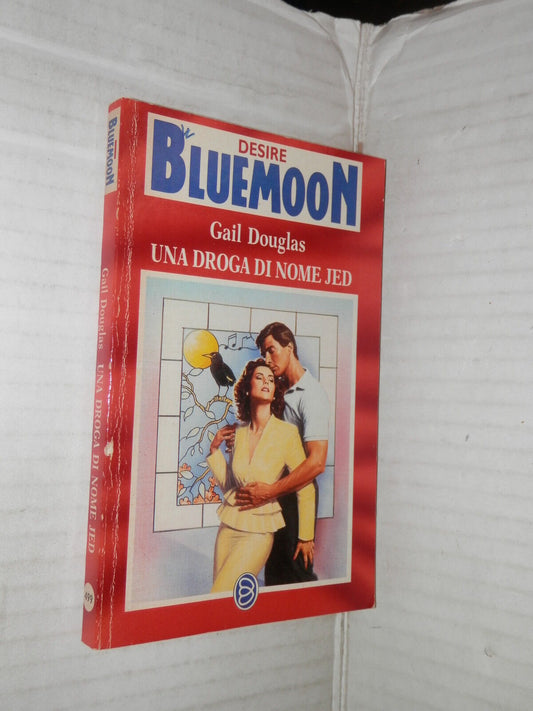 DESIRE
BLUEMOON
Gail Douglas
UNA DROGA DI NOME JED
BLUEMOON
Gail Douglas UNA DROGA DI NOME JED
499